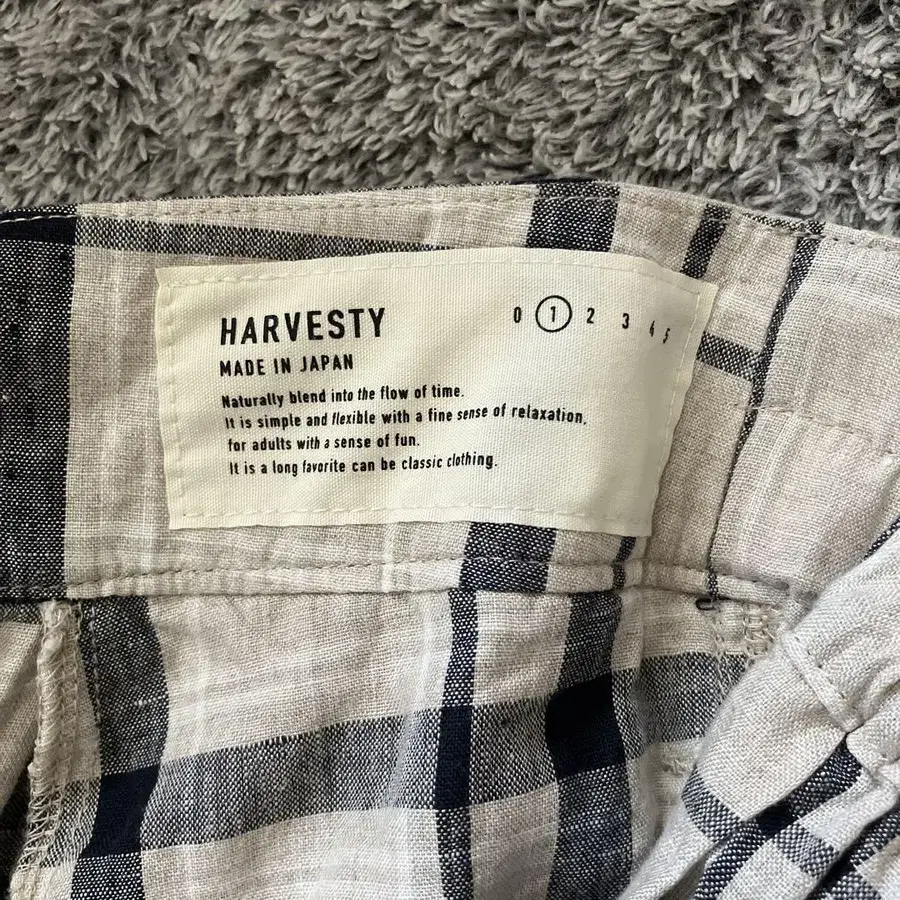 HARVESTY
0 1 2 3 4 5
MADE IN JAPAN
Naturally blend into the flow of time.
It is simple and flexible with a fine sense of relaxation,
for adults with a sense of fun.
It is a long favorite can be classic clothing.